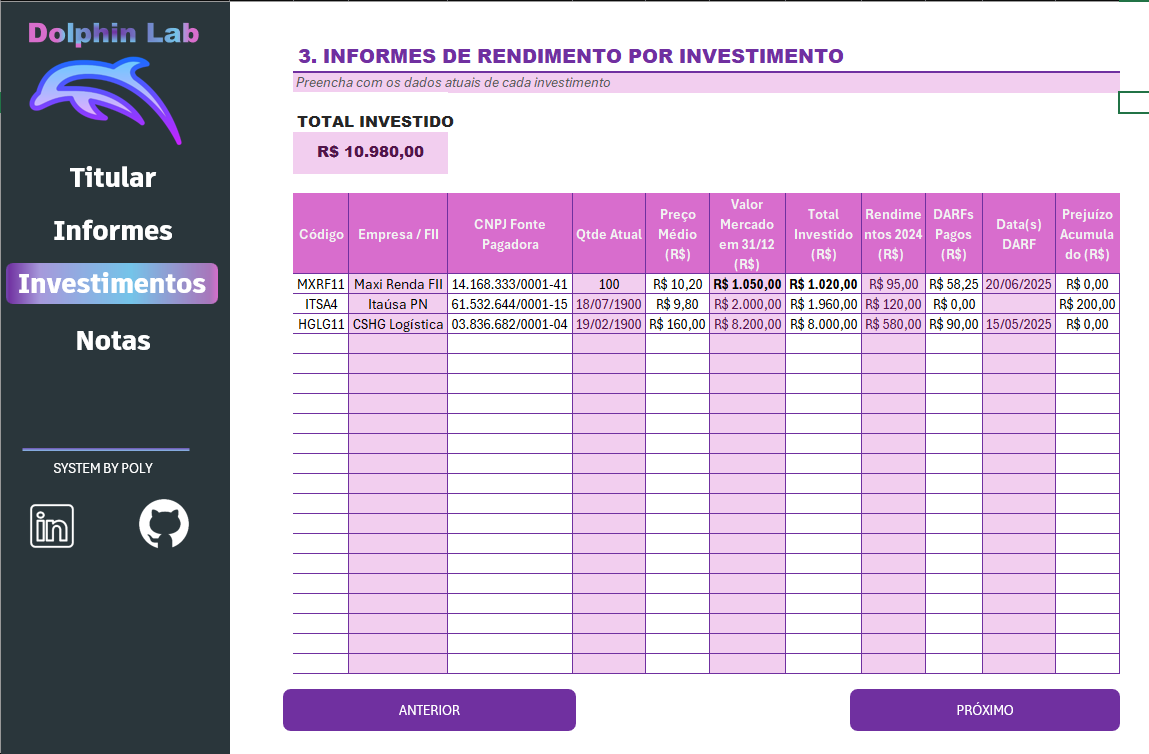 Dolphin Lab
Titular
Informes
Investimentos
Notas
SYSTEM BY POLY
in
3. INFORMES DE RENDIMENTO POR INVESTIMENTO
Preencha com os dados atuais de cada investimento
TOTAL INVESTIDO
R$ 10.980,00
Código Empresa / FII CNPJ Fonte Pagadora Qtde Atual Preço Médio (R$) Valor Mercado em 31/12 (R$) Total Investido (R$) Rendime ntos 2024 (R$) DARFs Pagos (R$) Data(s) DARF Prejuízo Acumula do (R$)
MXRF11 Maxi Renda FII 14.168.333/0001-41 100 R$ 10,20 R$ 1.050,00 R$ 1.020,00 R$ 95,00 R$ 58,25 20/06/2025 R$ 0,00
ITSA4 Itaúsa PN 61.532.644/0001-15 18/07/1900 R$ 9,80 R$ 2.000,00 R$ 1.960,00 R$ 120,00 R$ 0,00 R$ 200,00
HGLG11 CSHG Logística 03.836.682/0001-04 19/02/1900 R$ 160,00 R$ 8.200,00 R$ 8.000,00 R$ 580,00 R$ 90,00 15/05/2025 R$ 0,00
ANTERIOR
PRÓXIMO